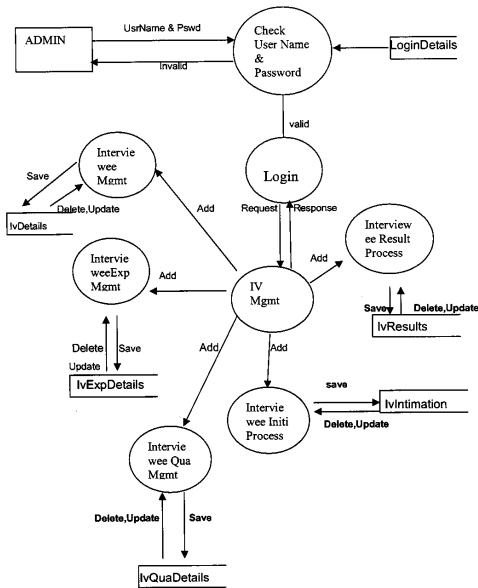 ADMIN
UsrName & Pswd
Invalid
Check
User Name
&
Password
LoginDetails
valid
Login
Request
Response
Intervie
wee
Mgmt
Save
Delete,Update
IvDetails
Add
Interview
ee Result
Process
Add
Intervie
weeExp
Mgmt
Add
IV
Mgmt
Save
Delete,Update
IvResults
Delete
Update
Save
IvExpDetails
Add
Add
save
IvIntimation
Delete,Update
Intervie
wee Initi
Process
Intervie
wee Qua
Mgmt
Delete,Update
Save
IvQuaDetails